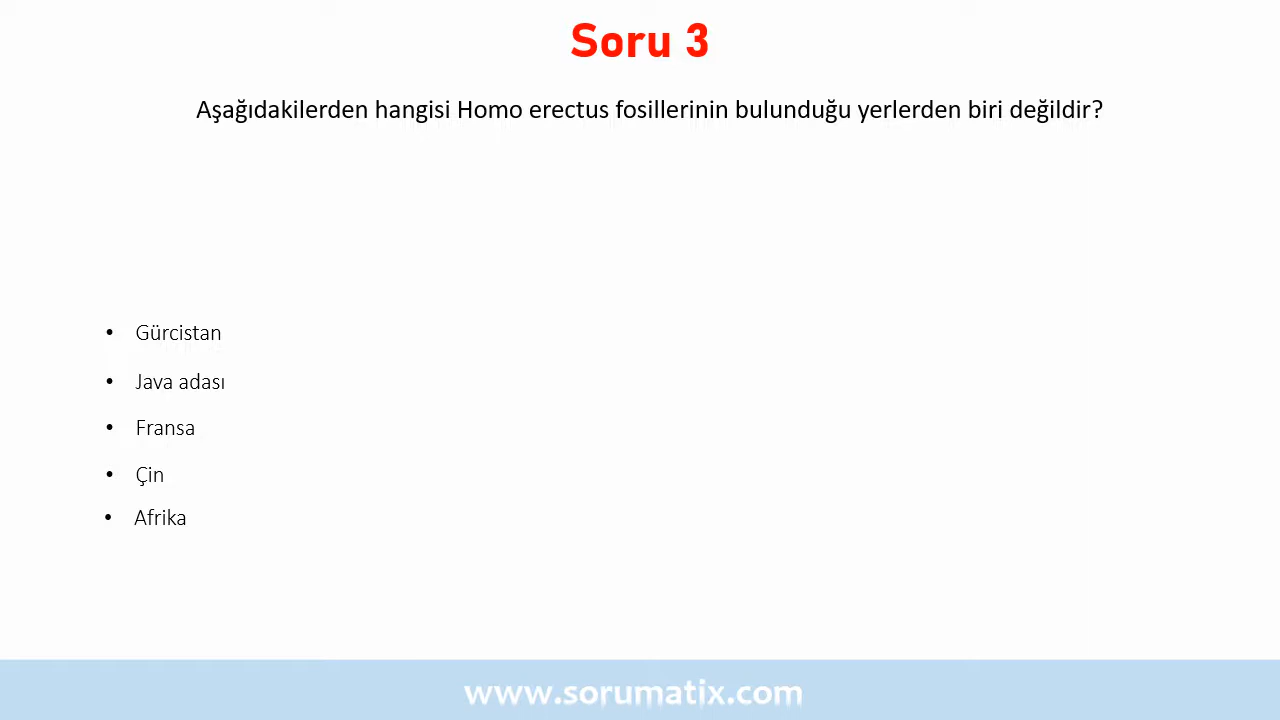 Soru 3
Aşağıdakilerden hangisi Homo erectus fosillerinin bulunduğu yerlerden biri değildir?
• Gürcistan
• Java adası
• Fransa
• Çin
• Afrika
www.sorumatix.com